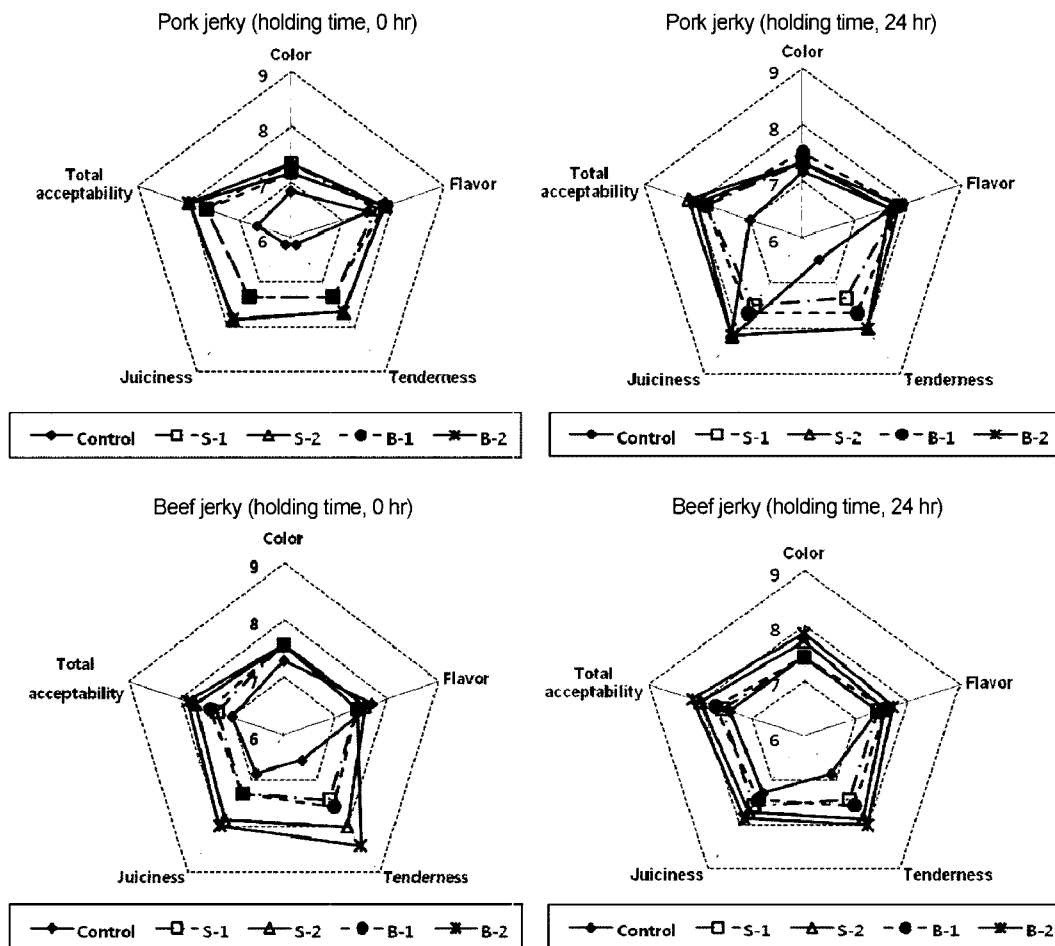 Pork jerky (holding time, 0 hr)
Color
9
8
7
6
Flavor
Tenderness
Juiciness
Total
acceptability
Control S-1 S-2 B-1 B-2
Pork jerky (holding time, 24 hr)
Color
9
8
7
6
Flavor
Tenderness
Juiciness
Total
acceptability
Control S-1 S-2 B-1 B-2
Beef jerky (holding time, 0 hr)
Color
9
8
7
6
Flavor
Tenderness
Juiciness
Total
acceptability
Control S-1 S-2 B-1 B-2
Beef jerky (holding time, 24 hr)
Color
9
8
7
6
Flavor
Tenderness
Juiciness
Total
acceptability
Control S-1 S-2 B-1 B-2